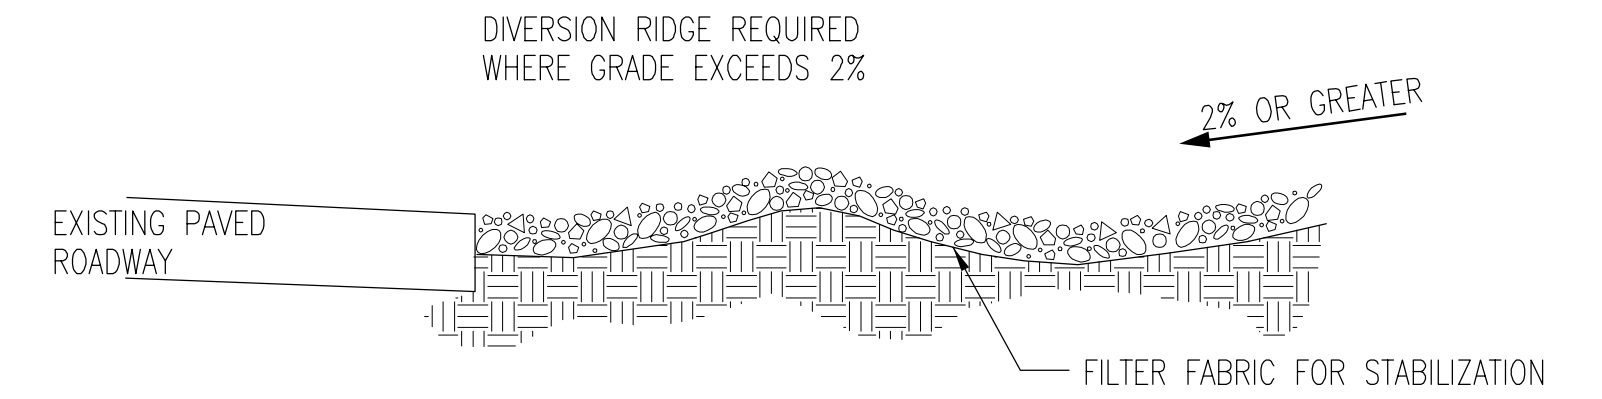 DIVERSION RIDGE REQUIRED
WHERE GRADE EXCEEDS 2%
2% OR GREATER
EXISTING PAVED
ROADWAY
FILTER FABRIC FOR STABILIZATION